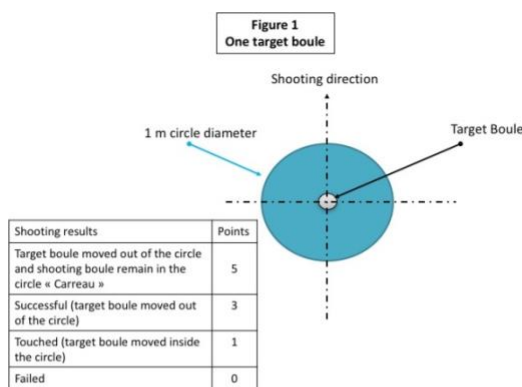 Figure 1
One target boule
Shooting direction
1 m circle diameter
Target Boule
Shooting results Points
Target boule moved out of the circle
and shooting boule remain in the
circle « Carreau »
5
Successful (target boule moved out
of the circle)
3
Touched (target boule moved inside
the circle)
1
Failed 0